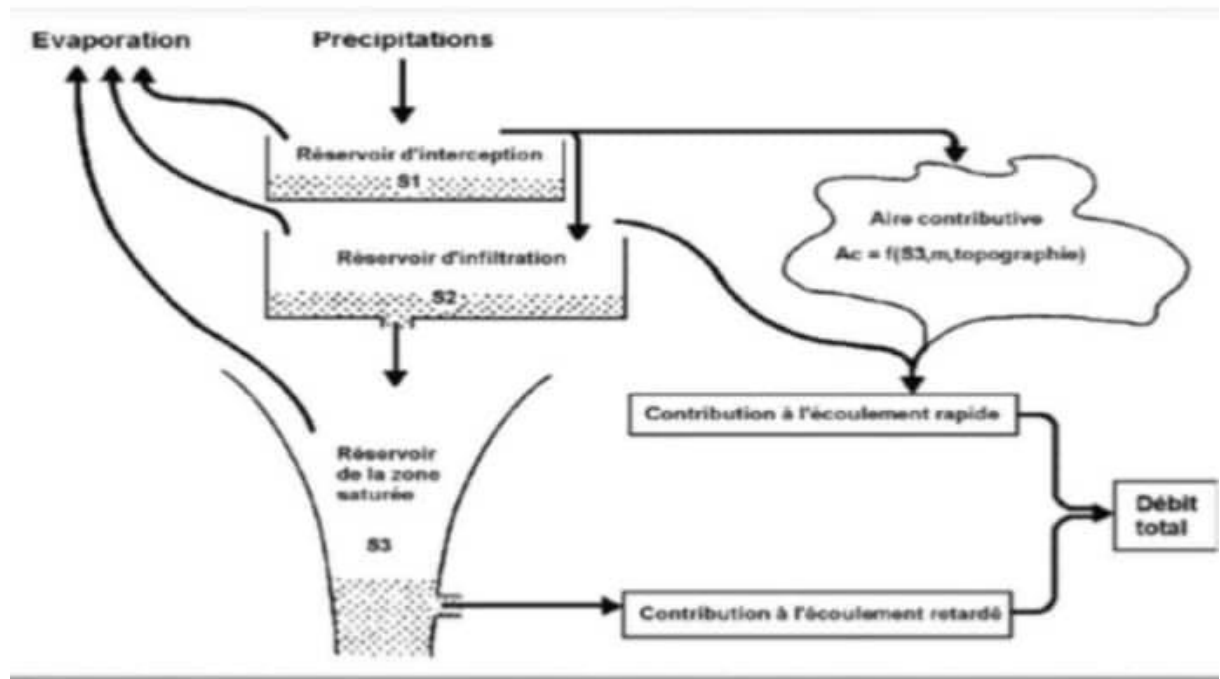 Evaporation
Précipitations
Réservoir d'interception
S1
Aire contributive
Ac = f(S3,m,topographie)
Réservoir d'infiltration
S2
Contribution à l'écoulement rapide
Réservoir
de la zone
saturée
S3
Débit
total
Contribution à l'écoulement retardé